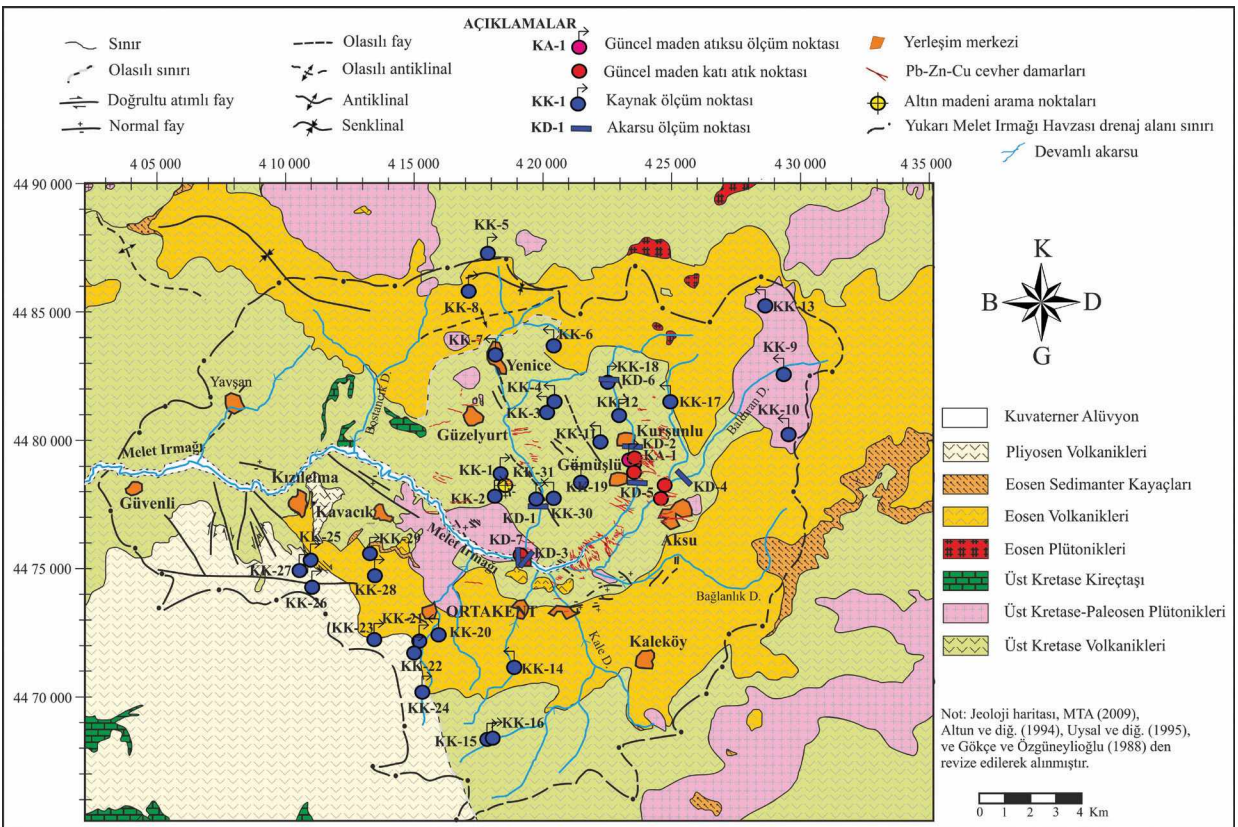 AÇIKLAMALAR
Sınır
Olasılı sınırı
Doğrultu atımlı fay
Normal fay
Olasılı fay
Olasılı antiklinal
Antiklinal
Senklinal
KA-1 Güncel maden atıksu ölçüm noktası
Güncel maden katı atık noktası
KK-1 Kaynak ölçüm noktası
KD-1 Akarsu ölçüm noktası
Yerleşim merkezi
Pb-Zn-Cu cevher damarları
Altın madeni arama noktaları
Yukarı Melet Irmağı Havzası drenaj alanı sınırı
Devamlı akarsu
4 05 000 4 10 000 4 15 000 4 20 000 4 25 000 4 30 000 4 35 000
44 90 000
44 85 000
44 80 000
44 75 000
44 70 000
KK-5
KK-8
KK-13
KK-7
KK-6
Yenice
KK-9
KK-18
KD-6
KK-4
KK-12
KK-17
Yavşan
Bostancık D.
KK-3
Baldıran D.
KK-10
Güzelyurt
KK-11
Kurşunlu
KD-2
Melet Irmağı
KA-1
Gümüşlü
KK-1
KK-31
KK-19
Kızılelma
KK-2
KD-5
KD-4
Güvenli
Kavacık
KD-1
KK-30
Aksu
KK-25
KK-29
Melet Irmağı
KD-7
KD-3
KK-27
KK-28
KK-26
Bağlanlık D.
KK-21
ORTAKENT
KK-23
KK-20
Kale D.
Kaleköy
KK-22
KK-14
KK-24
KK-16
KK-15
K
B D
G
Kuvaterner Alüvyon
Pliyosen Volkanikleri
Eosen Sedimanter Kayaçları
Eosen Volkanikleri
Eosen Plütonikleri
Üst Kretase Kireçtaşı
Üst Kretase-Paleosen Plütonikleri
Üst Kretase Volkanikleri
Not: Jeoloji haritası, MTA (2009),
Altun ve diğ. (1994), Uysal ve diğ. (1995),
ve Gökçe ve Özgüneylioğlu (1988) den
revize edilerek alınmıştır.
0 1 2 3 4 Km